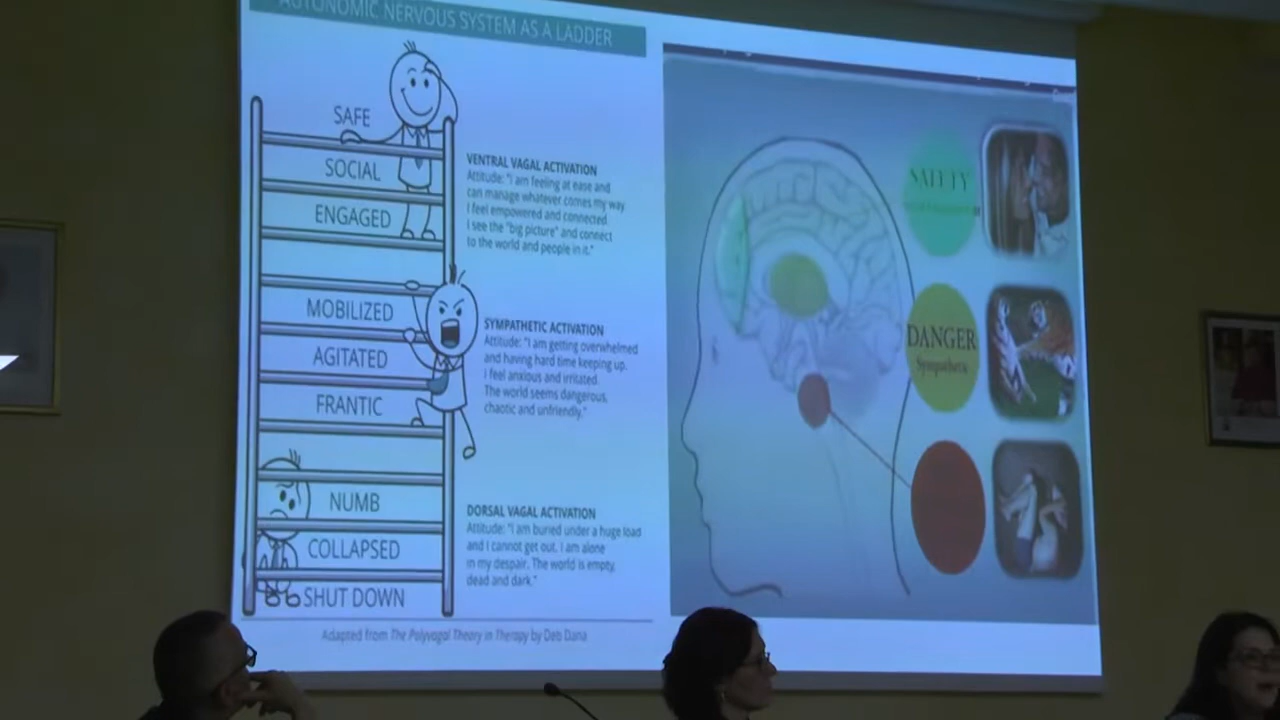 AUTONOMIC NERVOUS SYSTEM AS A LADDER
SAFE
SOCIAL
ENGAGED
VENTRAL VAGAL ACTIVATION
Attitude: "I am feeling at ease and
can manage whatever comes my way
I feel empowered and connected.
I see the "big picture" and connect
to the world and people in it."
MOBILIZED
AGITATED
FRANTIC
SYMPATHETIC ACTIVATION
Attitude: "I am getting overwhelmed
and having hard time keeping up.
I feel anxious and irritated.
The world seems dangerous,
chaotic and unfriendly."
NUMB
COLLAPSED
SHUT DOWN
DORSAL VAGAL ACTIVATION
Attitude: "I am buried under a huge load
and I cannot get out. I am alone
in my despair. The world is empty,
dead and dark."
Adapted from The Polyvagal Theory in Therapy by Deb Dana
SAFETY
DANGER
Sympathetic